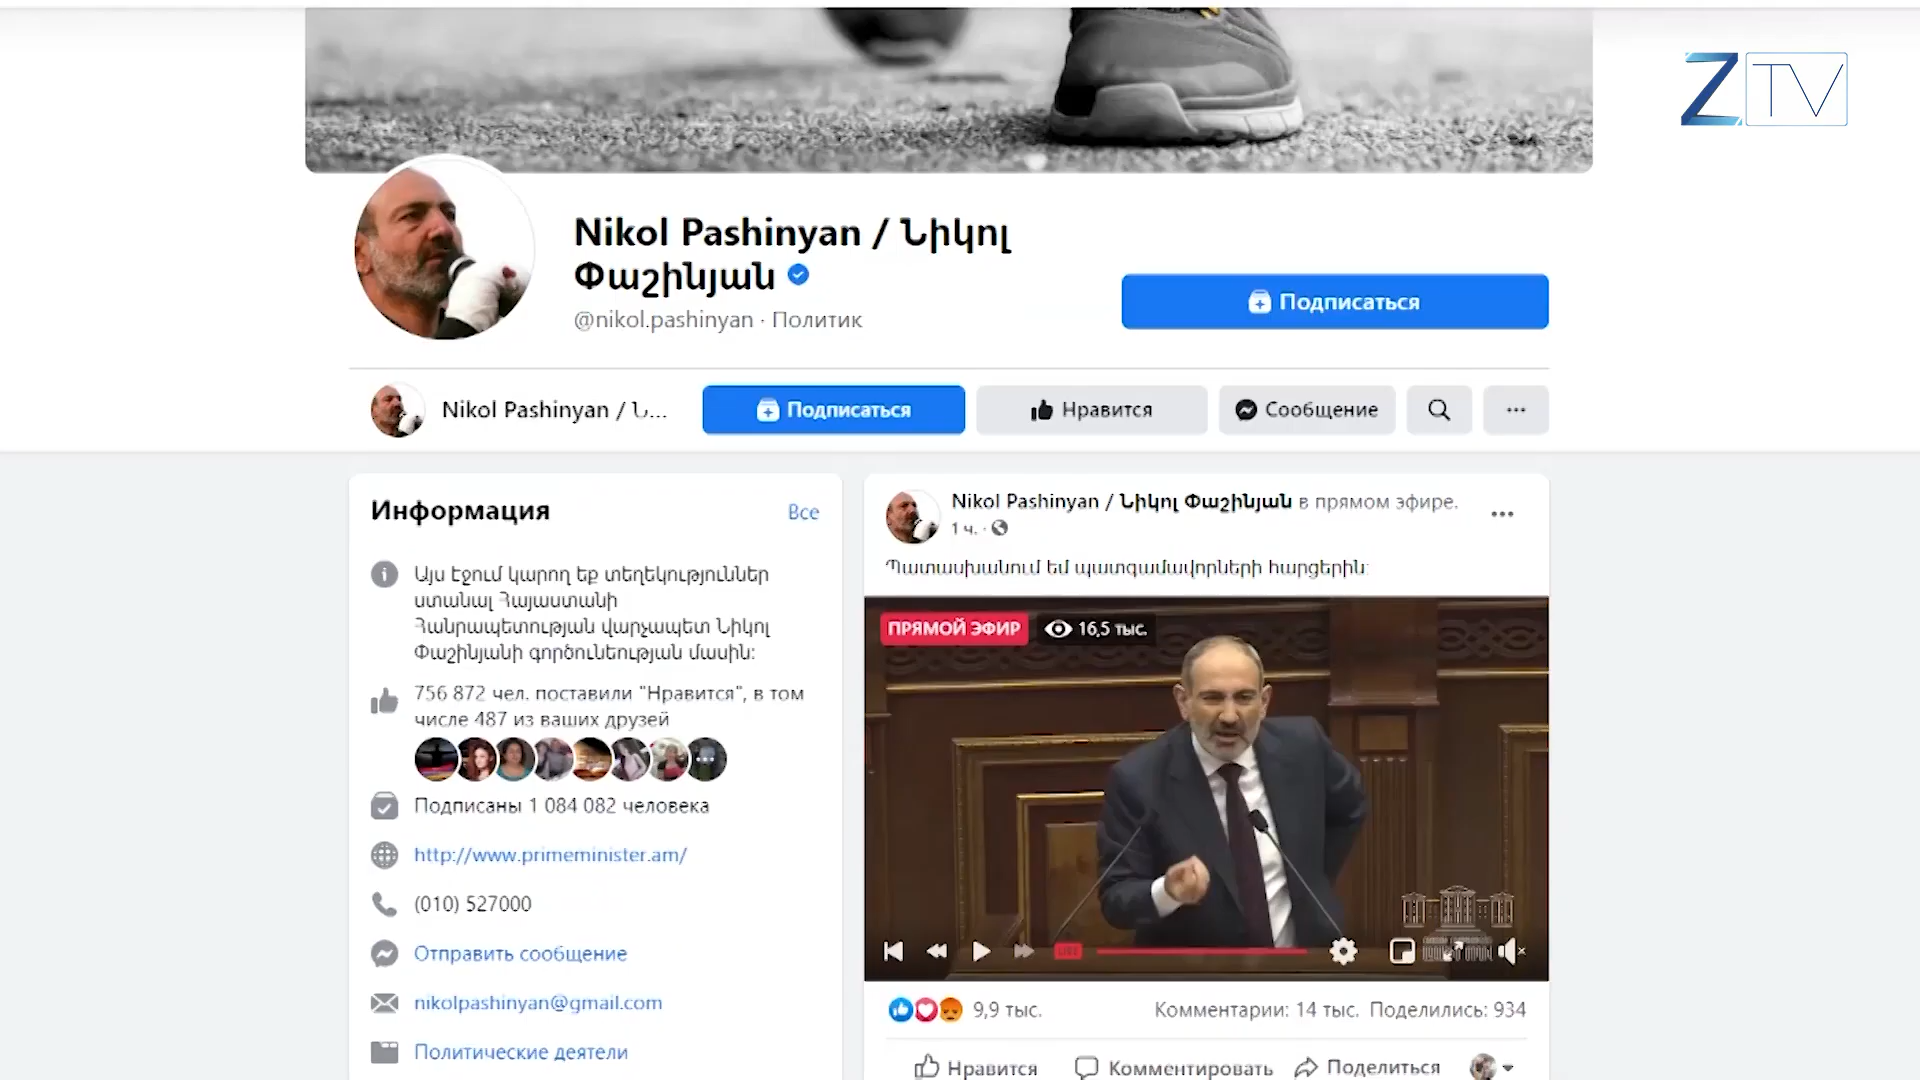 ZTV
Nikol Pashinyan / Նիկոլ
Փաշինյան
@nikol.pashinyan · Политик
Подписаться
Nikol Pashinyan / Ն...
Подписаться
Нравится
Сообщение
Информация
Все
Այս էջում կարող եք տեղեկություններ
ստանալ Հայաստանի
Հանրապետության վարչապետ Նիկոլ
Փաշինյանի գործունեության մասին:
756 872 чел. поставили "Нравится", в том
числе 487 из ваших друзей
Подписаны 1 084 082 человека
http://www.primeminister.am/
(010) 527000
Отправить сообщение
nikolpashinyan@gmail.com
Политические деятели
Nikol Pashinyan / Նիկոլ Փաշինյան в прямом эфире.
1 ч. ·
Պատասխանում եմ պատգամավորների հարցերին:
ПРЯМОЙ ЭФИР
16,5 тыс.
LIVE
9,9 тыс.
Комментарии: 14 тыс. Поделились: 934
Нравится
Комментировать
Поделиться